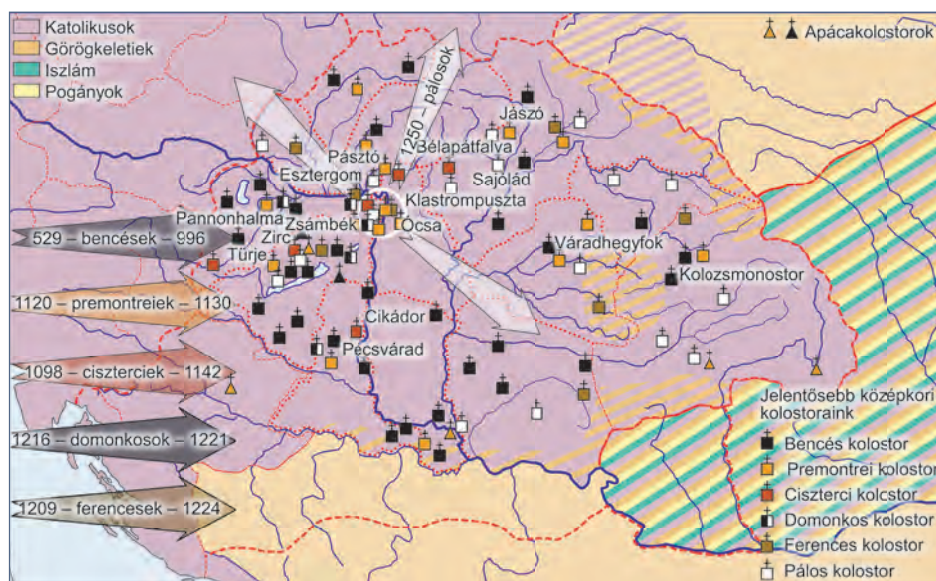 Katolikusok
Görögkeletiek
Iszlám
Pogányok
Apácakolcstorok
1250 – pálosok
Jászó
Bélapátfalva
Pásztó
Sajólád
Esztergom
Klastrompuszta
Pannonhalma
Zsámbék
Ócsa
529 – bencések – 996
Zirc
Váradhegyfok
Türje
Kolozsmonostor
1120 – premontreiek – 1130
Cikádor
Pécsvárad
1098 – ciszterciek – 1142
Jelentősebb középkori
kolostoraink
1216 – domonkosok – 1221
Bencés kolostor
Premontrei kolostor
Ciszterci kolcstor
1209 – ferencesek – 1224
Domonkos kolostor
Ferences kolostor
Pálos kolostor